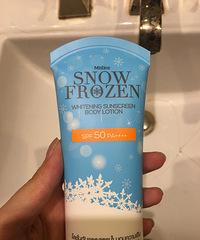 Mistine
SNOW
FROZEN
WHITENING SUNSCREEN
BODY LOTION
SPF 50 PA++++